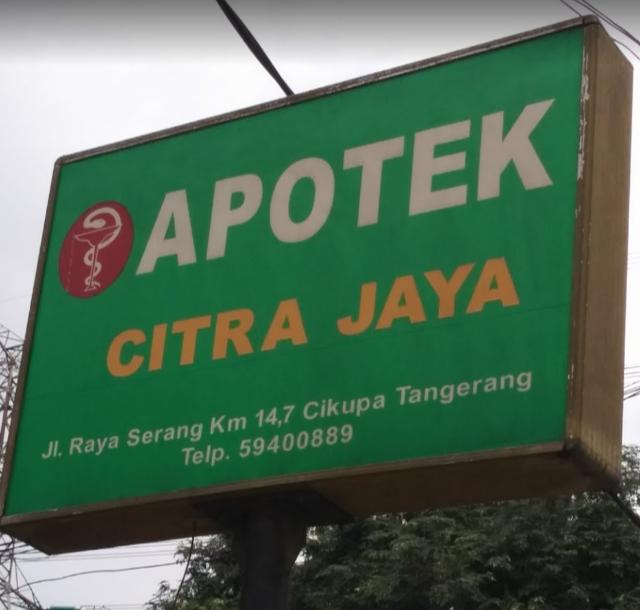 APOTEK
CITRA JAYA
Jl. Raya Serang Km 14,7 Cikupa Tangerang
Telp. 59400889